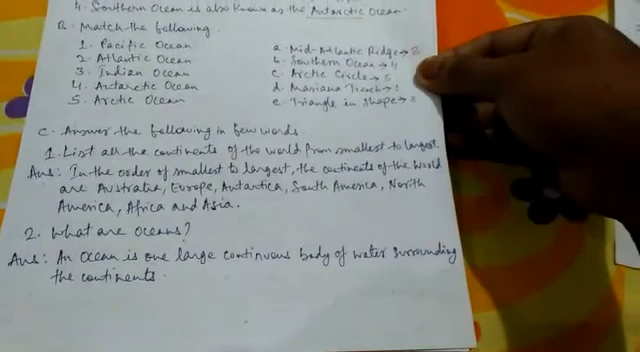 4. Southern Ocean is also known as the Antarctic Ocean.
B. Match the following.
1. Pacific Ocean a. Mid-Atlantic Ridge → 2
2. Atlantic Ocean b. Southern Ocean → 4
3. Indian Ocean c. Arctic Circle → 5
4. Antarctic Ocean d. Mariana Trench → 1
5. Arctic Ocean e. Triangle in shape → 3
C. Answer the following in few words.
1. List all the continents of the world from smallest to largest.
Ans: In the order of smallest to largest, the continents of the world
are Australia, Europe, Antartica, South America, North
America, Africa and Asia.
2. What are oceans?
Ans: An Ocean is one large continuous body of water surrounding
the continents.